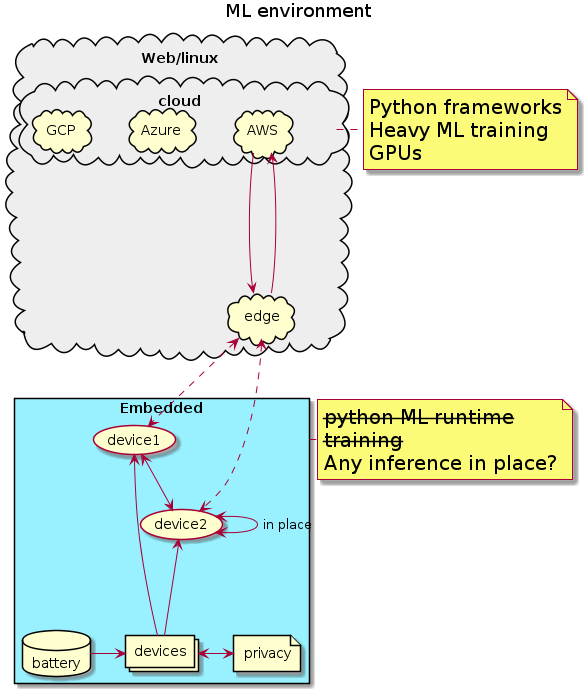 ML environment
Web/linux
cloud
GCP
Azure
AWS
Python frameworks
Heavy ML training
GPUs
edge
Embedded
device1
python ML runtime
training
Any inference in place?
device2
in place
battery
devices
privacy